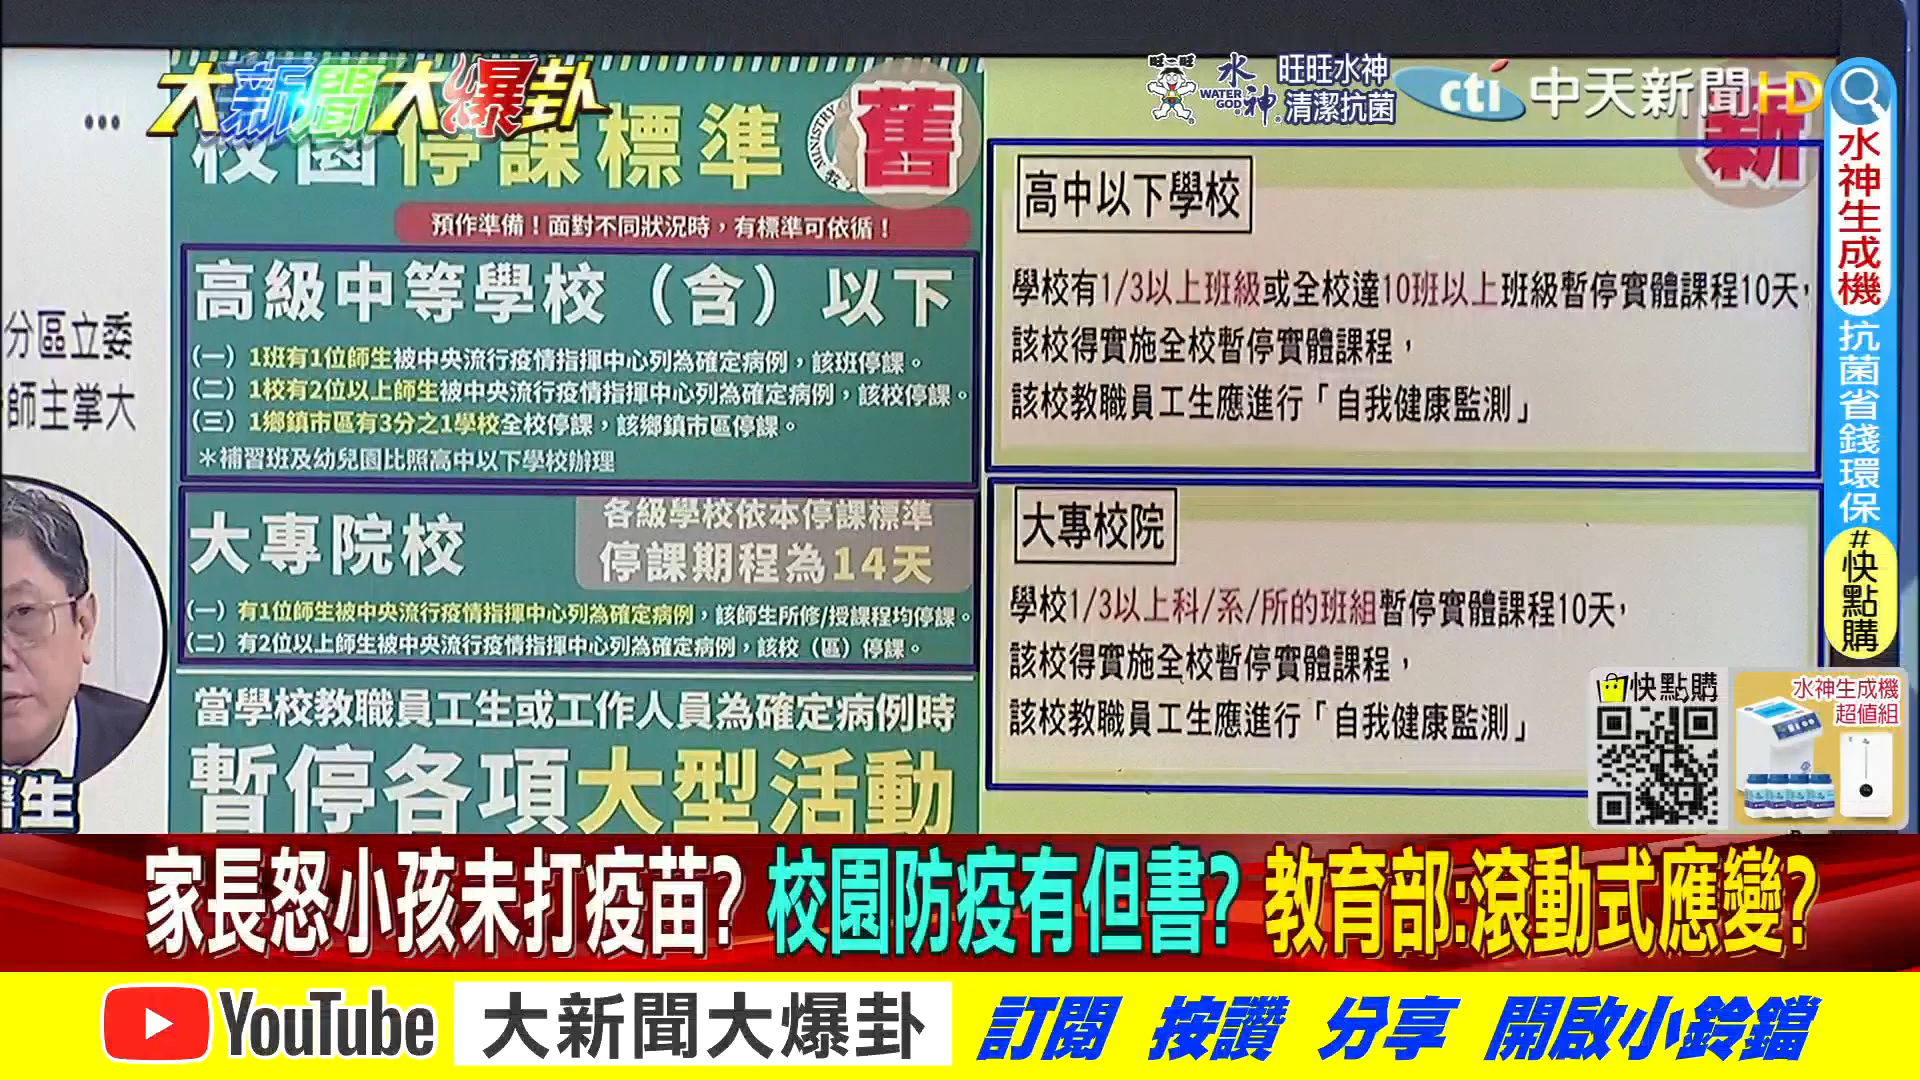 大新聞大爆卦
旺旺水神
清潔抗菌
WATER GOD
水神
cti 中天新聞HD
校園停課標準
舊
新
預作準備！面對不同狀況時，有標準可依循！
高級中等學校（含）以下
（一）1班有1位師生被中央流行疫情指揮中心列為確定病例，該班停課。
（二）1校有2位以上師生被中央流行疫情指揮中心列為確定病例，該校停課。
（三）1鄉鎮市區有3分之1學校全校停課，該鄉鎮市區停課。
＊補習班及幼兒園比照高中以下學校辦理
大專院校
各級學校依本停課標準
停課期程為14天
（一）有1位師生被中央流行疫情指揮中心列為確定病例，該師生所修/授課程均停課。
（二）有2位以上師生被中央流行疫情指揮中心列為確定病例，該校（區）停課。
當學校教職員工生或工作人員為確定病例時
暫停各項大型活動
高中以下學校
學校有1/3以上班級或全校達10班以上班級暫停實體課程10天，
該校得實施全校暫停實體課程，
該校教職員工生應進行「自我健康監測」
大專校院
學校1/3以上科/系/所的班組暫停實體課程10天，
該校得實施全校暫停實體課程，
該校教職員工生應進行「自我健康監測」
...
分區立委
師主掌大
醫生
水神生成機
抗菌省錢環保
#快點購
快點購
水神生成機
超值組
家長怒小孩未打疫苗? 校園防疫有但書? 教育部:滾動式應變?
YouTube 大新聞大爆卦 訂閱 按讚 分享 開啟小鈴鐺